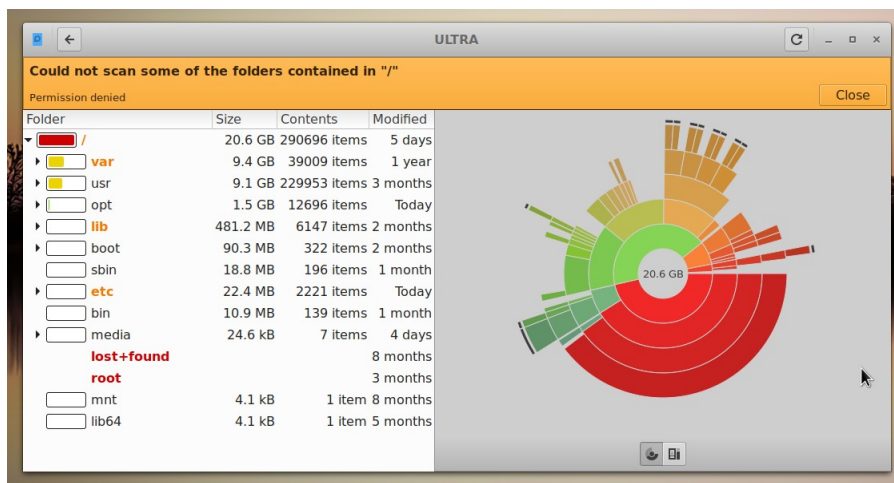 ULTRA
Could not scan some of the folders contained in "/"
Permission denied
Close
Folder Size Contents Modified
/ 20.6 GB 290696 items 5 days
var 9.4 GB 39009 items 1 year
usr 9.1 GB 229953 items 3 months
opt 1.5 GB 12696 items Today
lib 481.2 MB 6147 items 2 months
boot 90.3 MB 322 items 2 months
sbin 18.8 MB 196 items 1 month
etc 22.4 MB 2221 items Today
bin 10.9 MB 139 items 1 month
media 24.6 kB 7 items 4 days
lost+found 8 months
root 3 months
mnt 4.1 kB 1 item 8 months
lib64 4.1 kB 1 item 5 months
20.6 GB